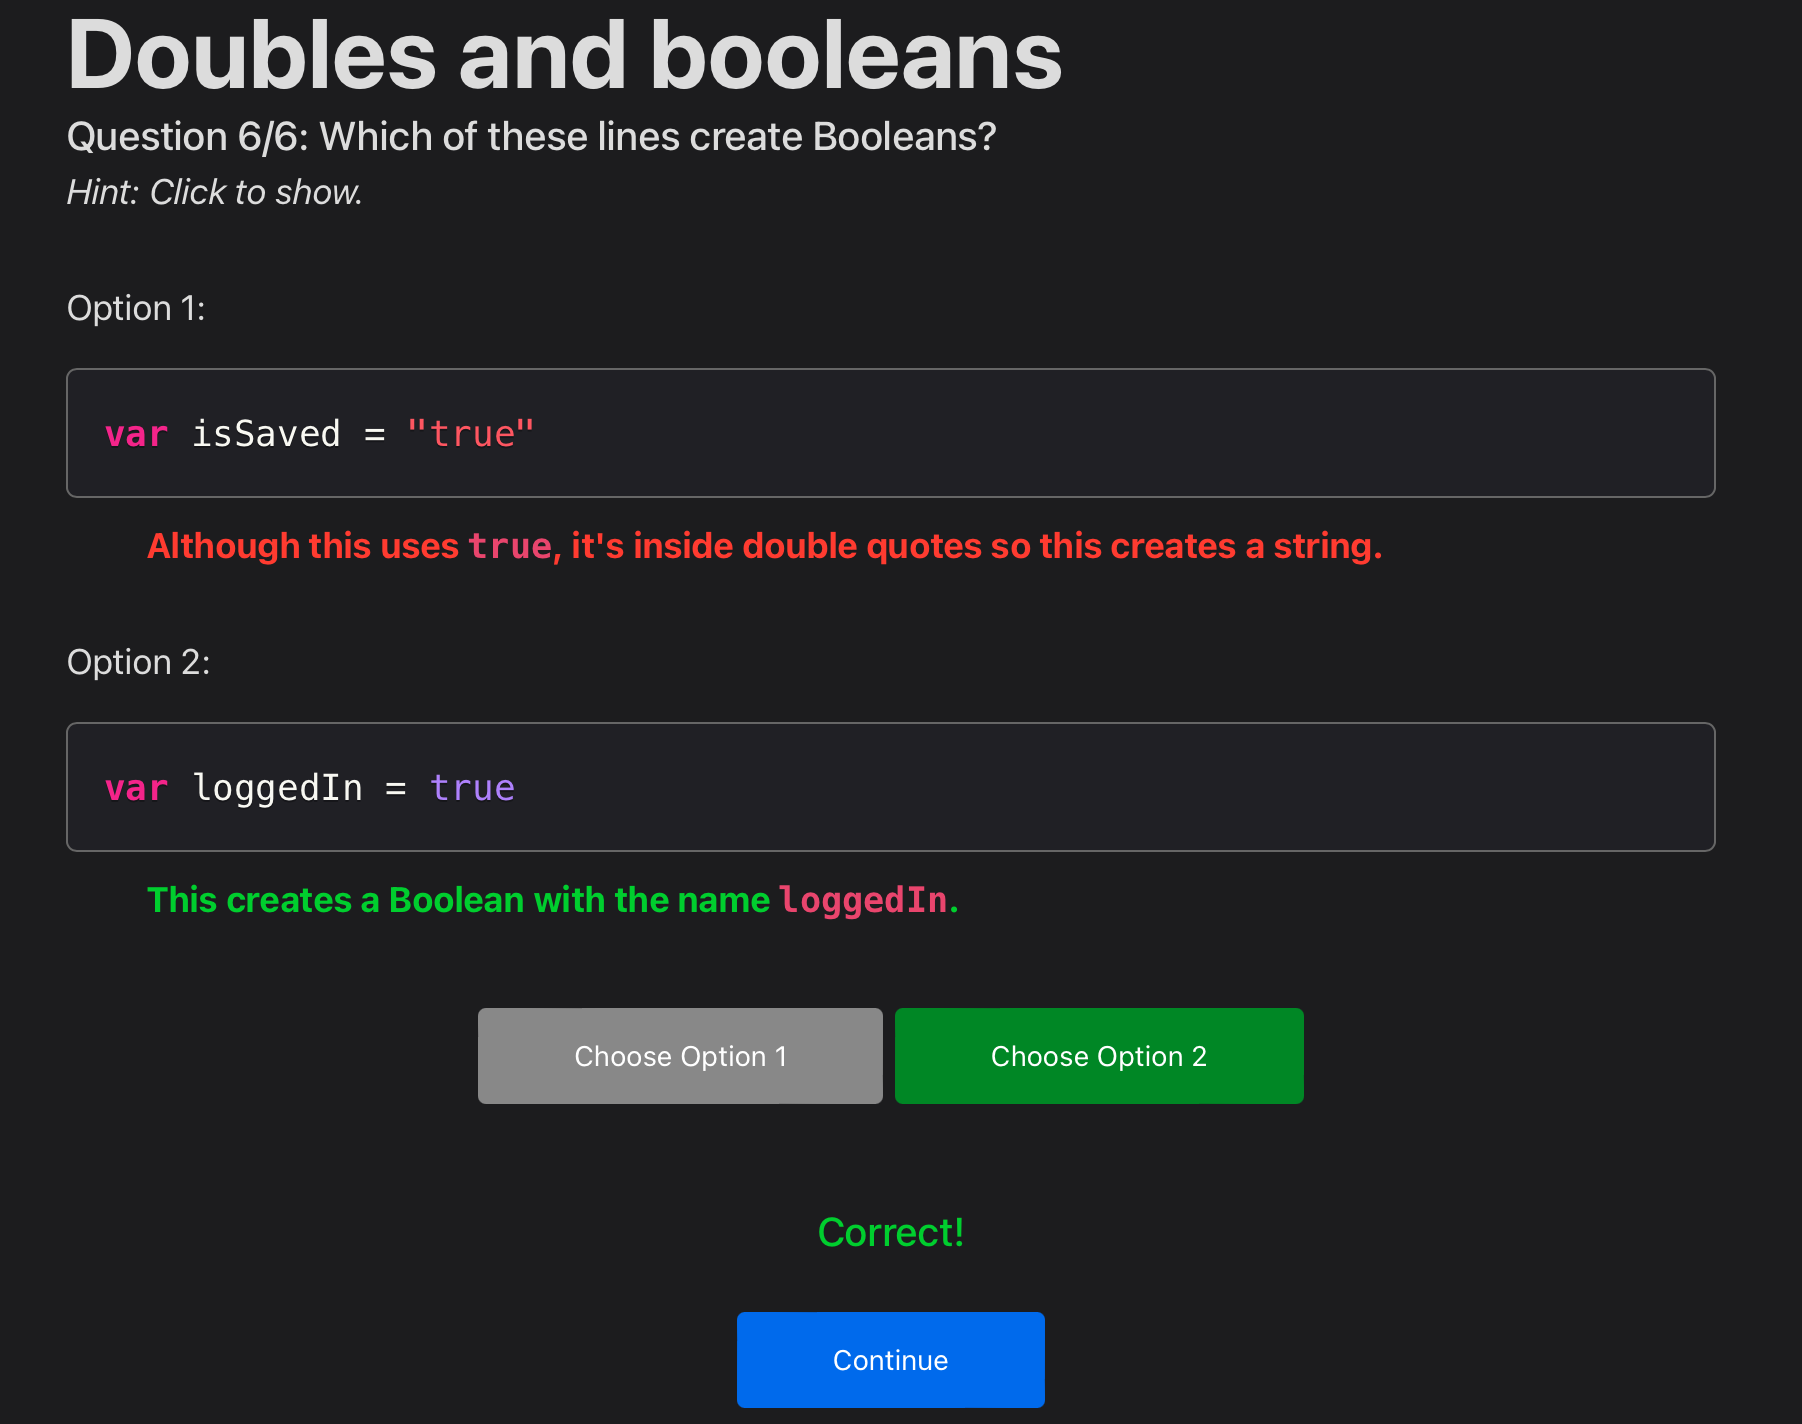 Doubles and booleans
Question 6/6: Which of these lines create Booleans?
Hint: Click to show.
Option 1:
var isSaved = "true"
Although this uses true, it's inside double quotes so this creates a string.
Option 2:
var loggedIn = true
This creates a Boolean with the name loggedIn.
Choose Option 1
Choose Option 2
Correct!
Continue